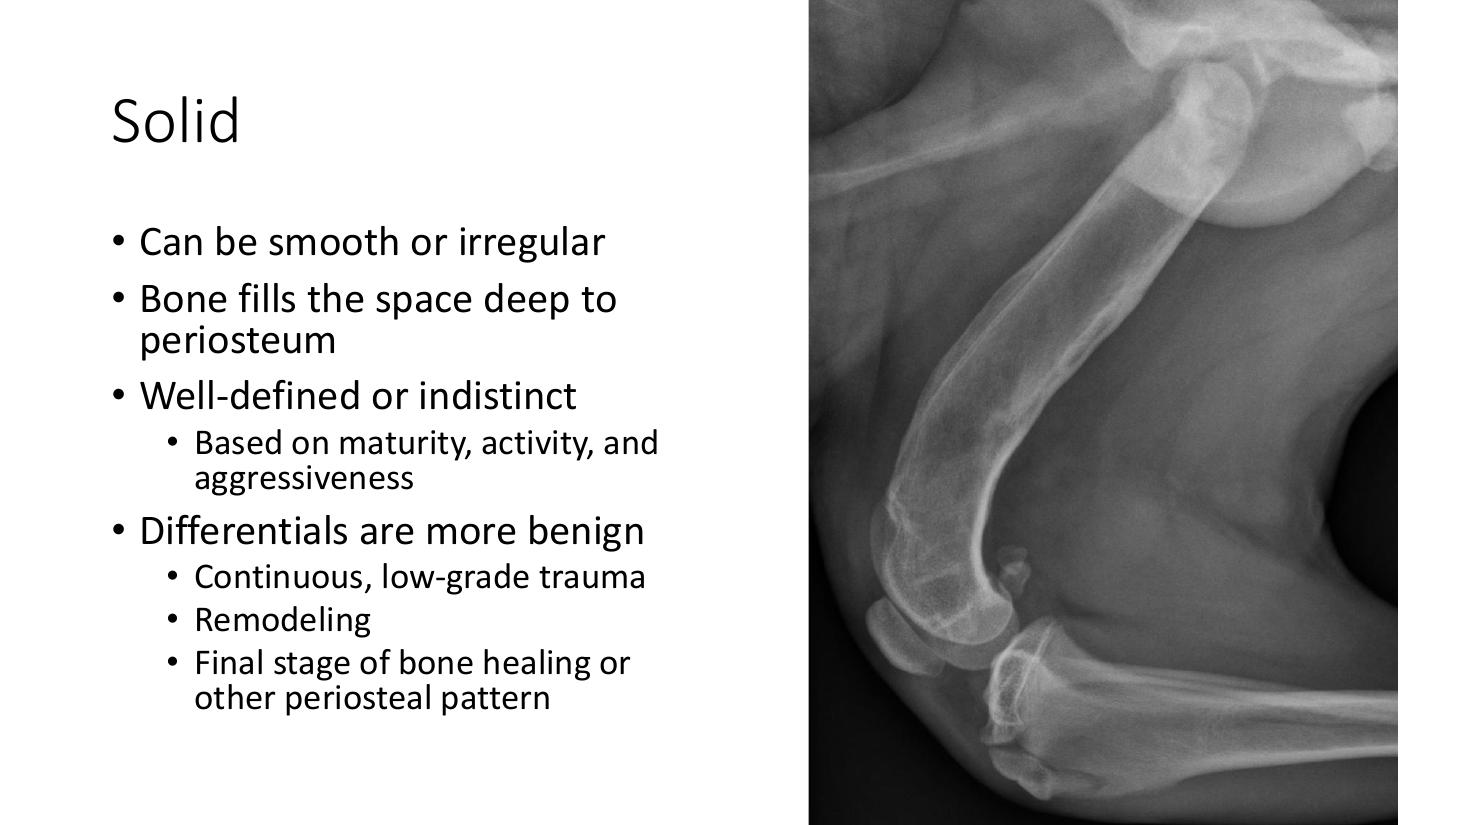 Solid
• Can be smooth or irregular
• Bone fills the space deep to
periosteum
• Well-defined or indistinct
• Based on maturity, activity, and
aggressiveness
• Differentials are more benign
• Continuous, low-grade trauma
• Remodeling
• Final stage of bone healing or
other periosteal pattern